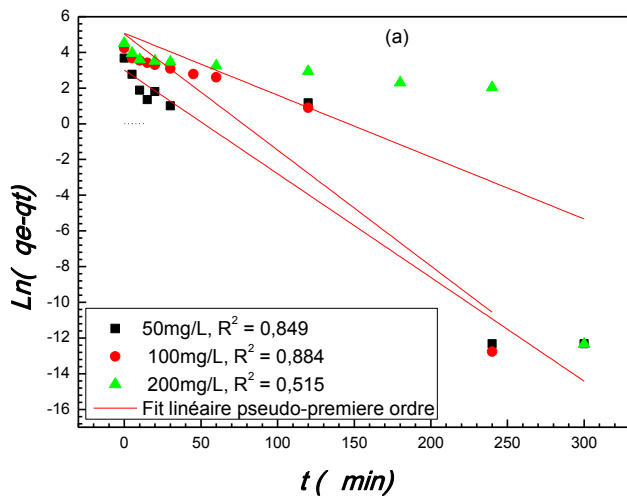 (a)
6
4
2
0
-2
-4
-6
-8
-10
-12
-14
-16
Ln( qe-qt)
50mg/L, R² = 0,849
100mg/L, R² = 0,884
200mg/L, R² = 0,515
Fit linéaire pseudo-premiere ordre
0 50 100 150 200 250 300
t ( min)